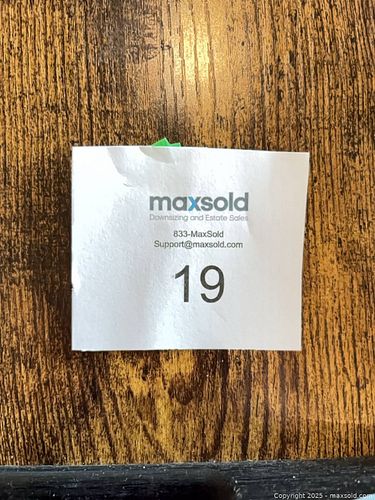 maxsold
Downsizing and Estate Sales
833-MaxSold
Support@maxsold.com
19
Copyright 2025 - maxsold.com